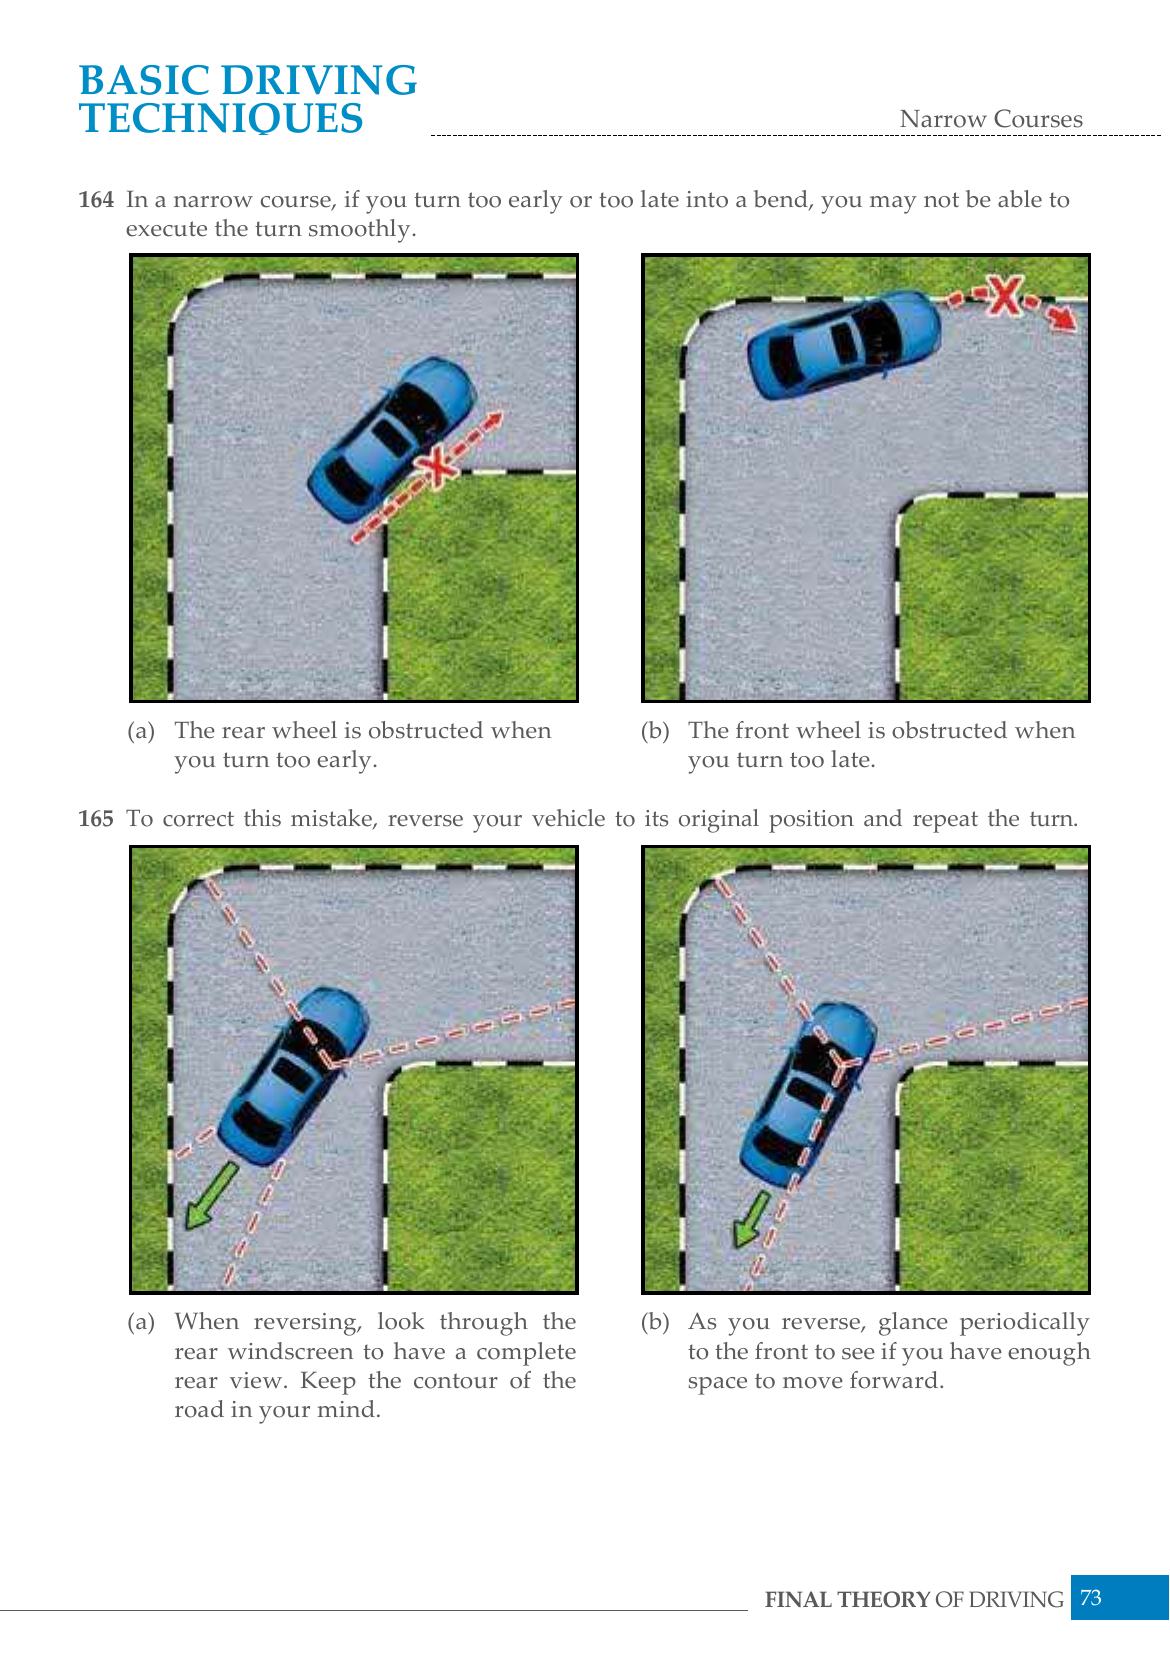 BASIC DRIVING
TECHNIQUES
Narrow Courses
164 In a narrow course, if you turn too early or too late into a bend, you may not be able to
execute the turn smoothly.
X
X
(a) The rear wheel is obstructed when
you turn too early.
(b) The front wheel is obstructed when
you turn too late.
165 To correct this mistake, reverse your vehicle to its original position and repeat the turn.
(a) When reversing, look through the
rear windscreen to have a complete
rear view. Keep the contour of the
road in your mind.
(b) As you reverse, glance periodically
to the front to see if you have enough
space to move forward.
FINAL THEORY OF DRIVING 73